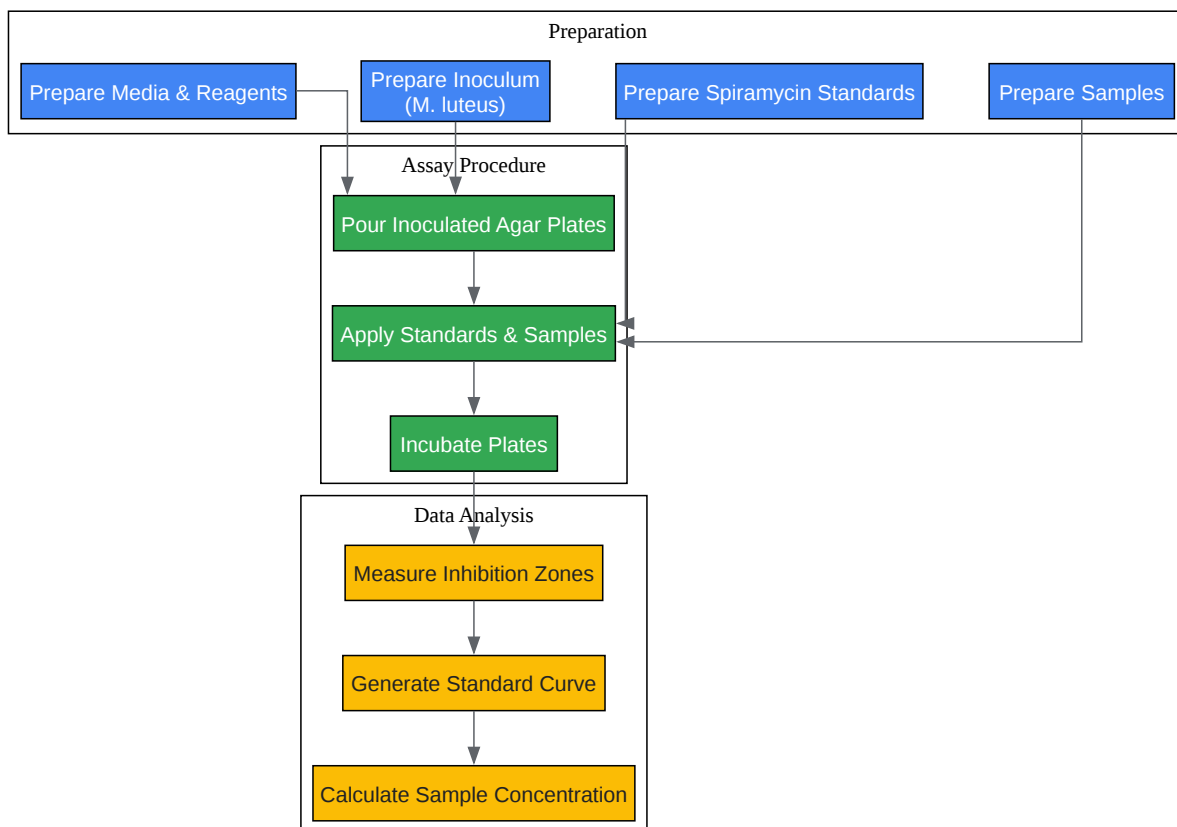 Preparation
Prepare Media & Reagents
Prepare Inoculum
(M. luteus)
Prepare Spiramycin Standards
Prepare Samples
Assay Procedure
Pour Inoculated Agar Plates
Apply Standards & Samples
Incubate Plates
Data Analysis
Measure Inhibition Zones
Generate Standard Curve
Calculate Sample Concentration